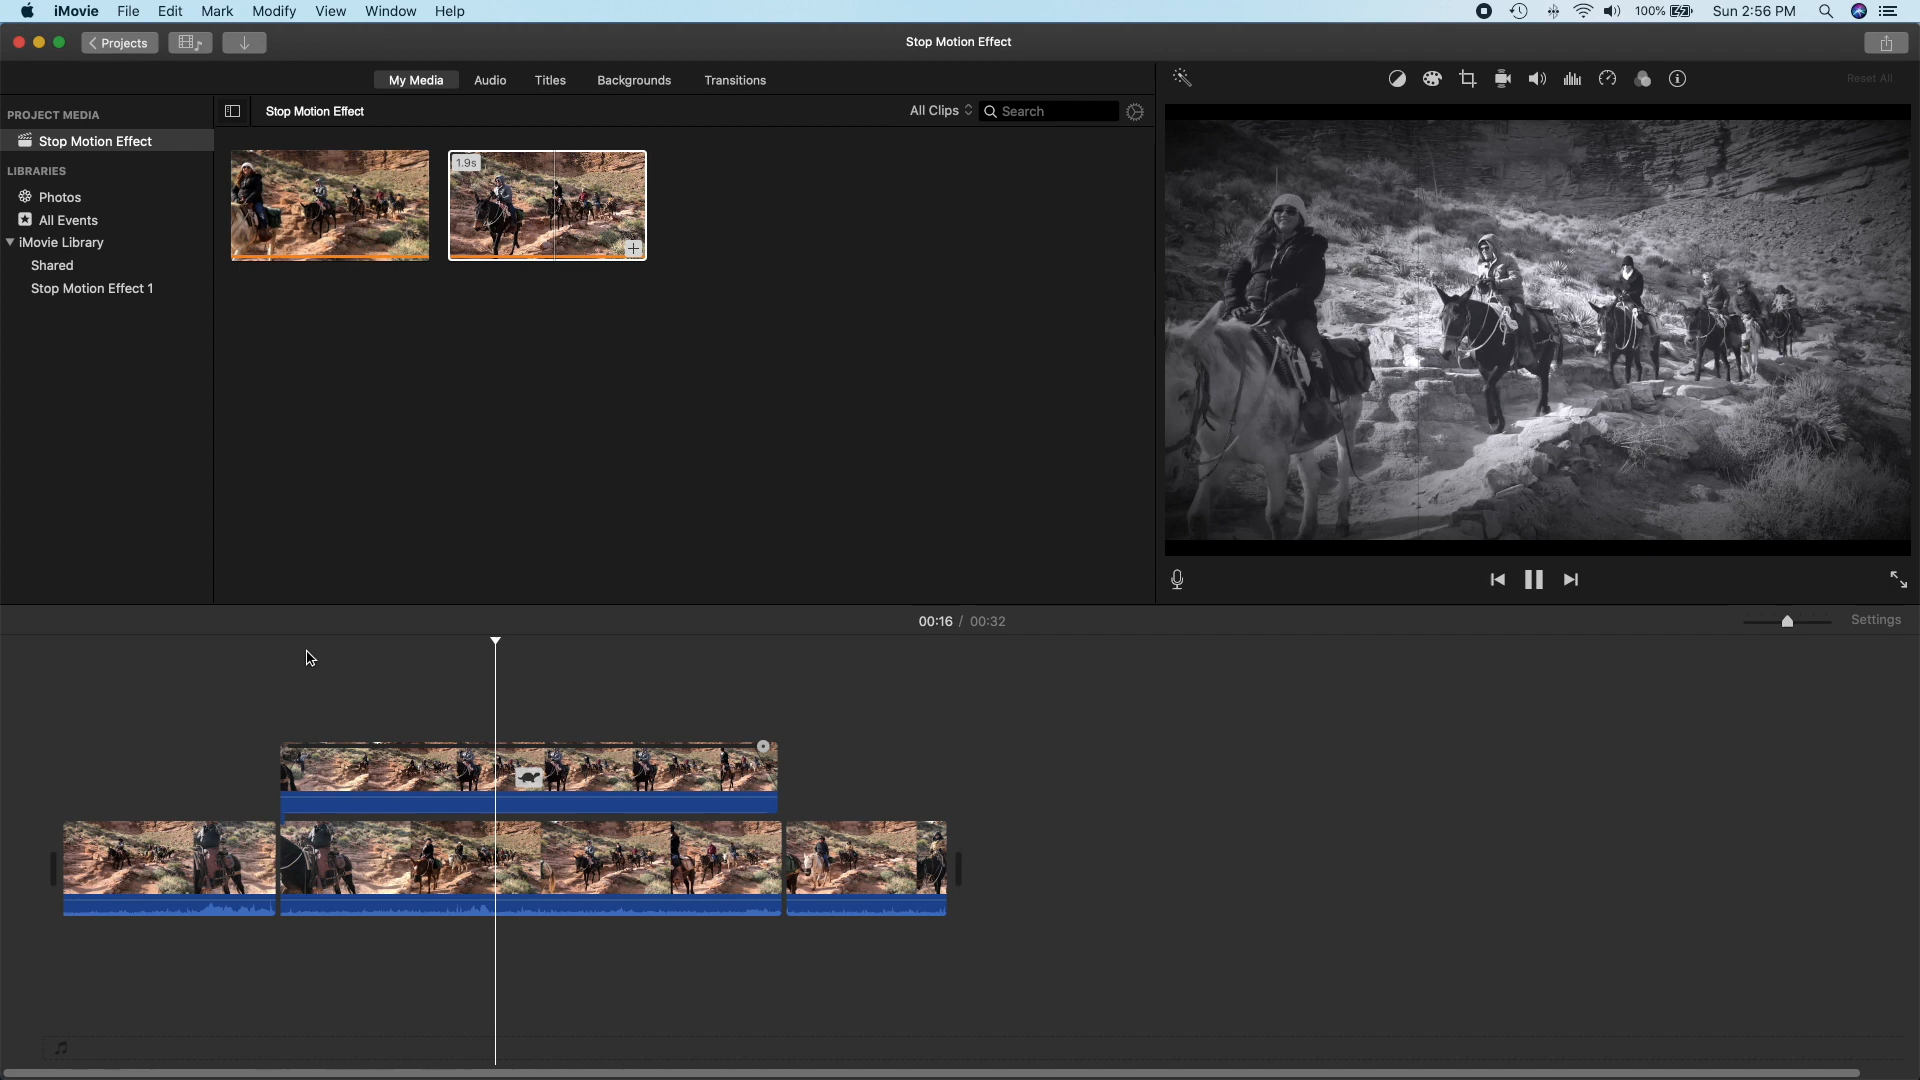 iMovie File Edit Mark Modify View Window Help 100% Sun 2:56 PM
Projects Stop Motion Effect
My Media Audio Titles Backgrounds Transitions Reset All
PROJECT MEDIA Stop Motion Effect All Clips Search
Stop Motion Effect
LIBRARIES 1.9s
Photos
All Events
iMovie Library
Shared
Stop Motion Effect 1
00:16 / 00:32 Settings